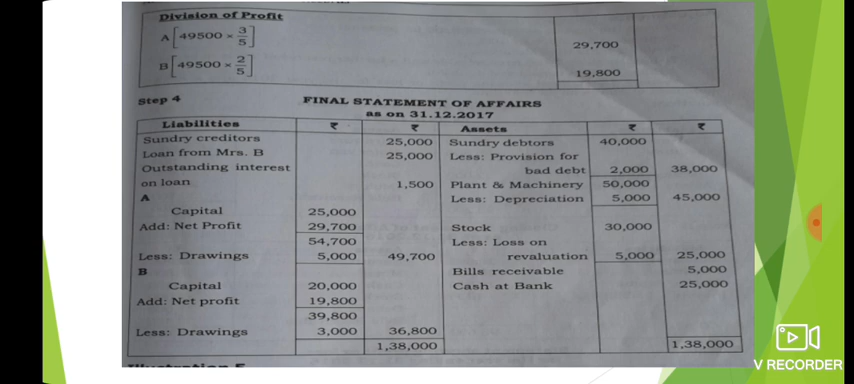 Division of Profit
A [49500 × 3/5] 29,700
B [49500 × 2/5] 19,800
Step 4 FINAL STATEMENT OF AFFAIRS
as on 31.12.2017
Liabilities ₹ ₹ Assets ₹ ₹
Sundry creditors 25,000 Sundry debtors 40,000
Loan from Mrs. B 25,000 Less: Provision for
Outstanding interest bad debt 2,000 38,000
on loan 1,500 Plant & Machinery 50,000
A Less: Depreciation 5,000 45,000
Capital 25,000
Add: Net Profit 29,700 Stock 30,000
54,700 Less: Loss on
Less: Drawings 5,000 49,700 revaluation 5,000 25,000
B Bills receivable 5,000
Capital 20,000 Cash at Bank 25,000
Add: Net profit 19,800
39,800
Less: Drawings 3,000 36,800
1,38,000 1,38,000
V RECORDER